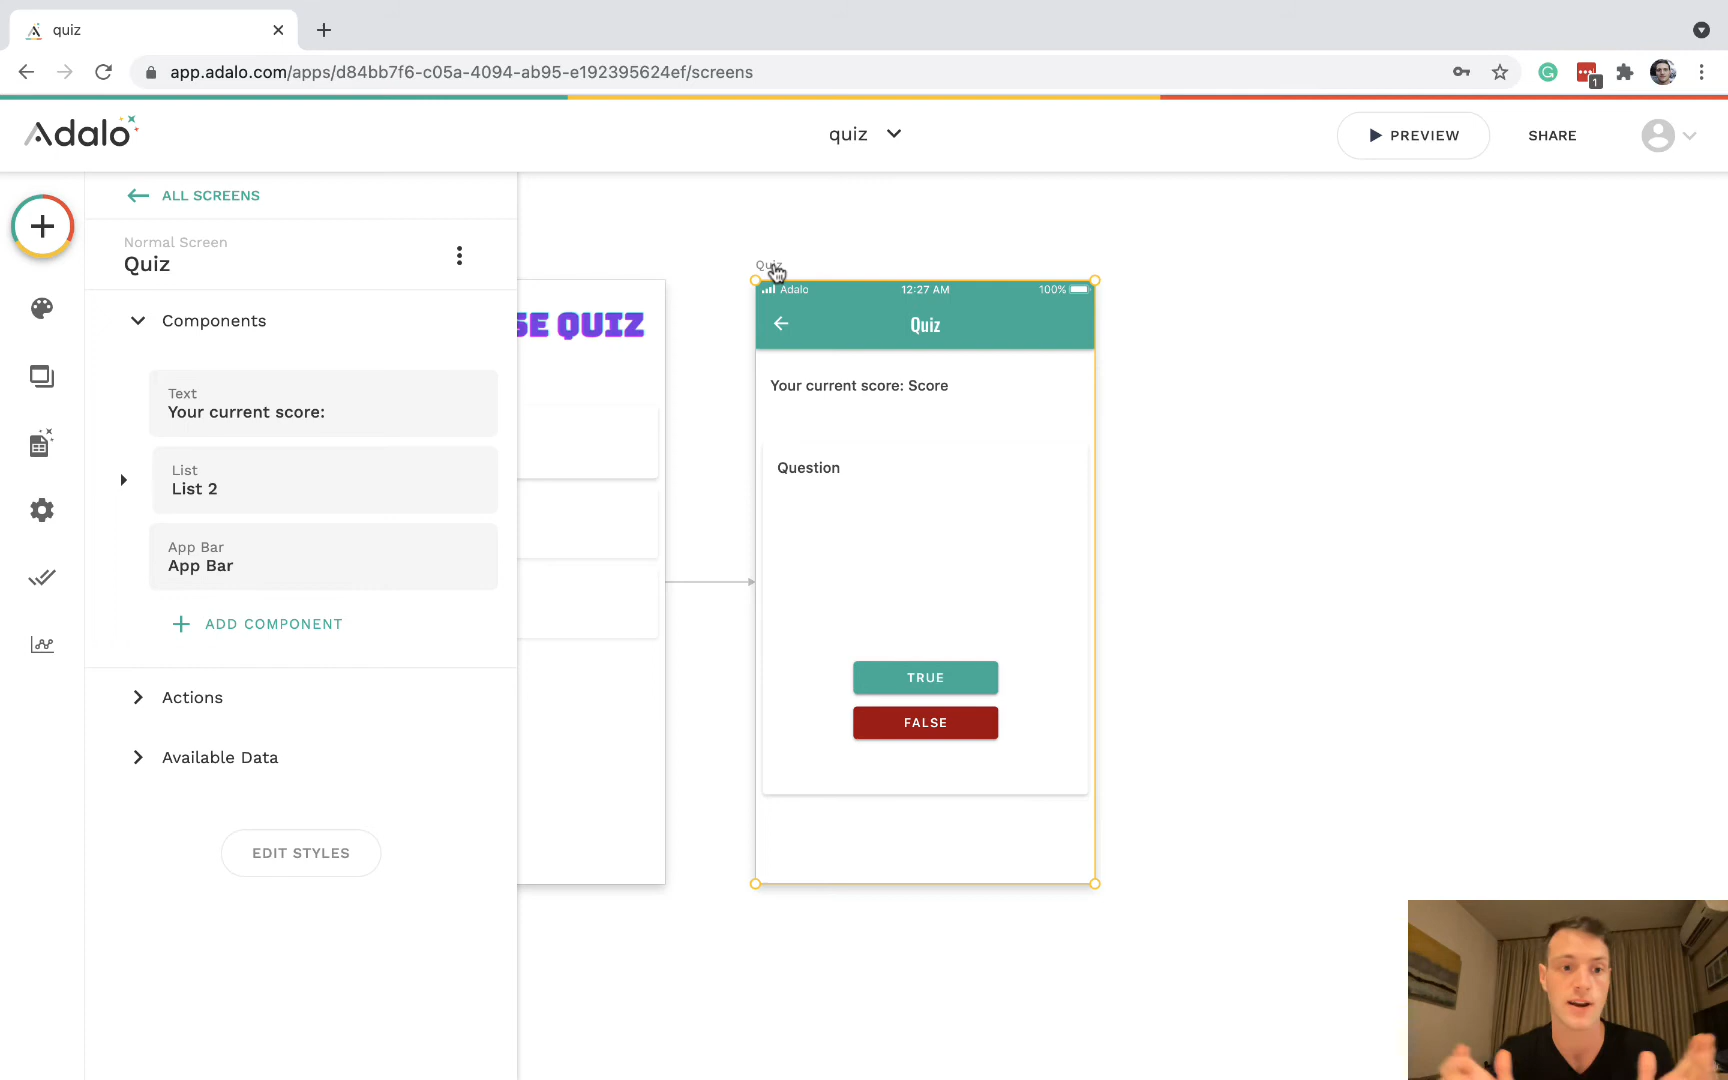 quiz
app.adalo.com/apps/d84bb7f6-c05a-4094-ab95-e192395624ef/screens
1
Adalo
quiz
PREVIEW
SHARE
ALL SCREENS
Normal Screen
Quiz
Components
Text
Your current score:
List
List 2
App Bar
App Bar
ADD COMPONENT
Actions
Available Data
EDIT STYLES
SE QUIZ
Quiz
Adalo
12:27 AM
100%
Quiz
Your current score: Score
Question
TRUE
FALSE